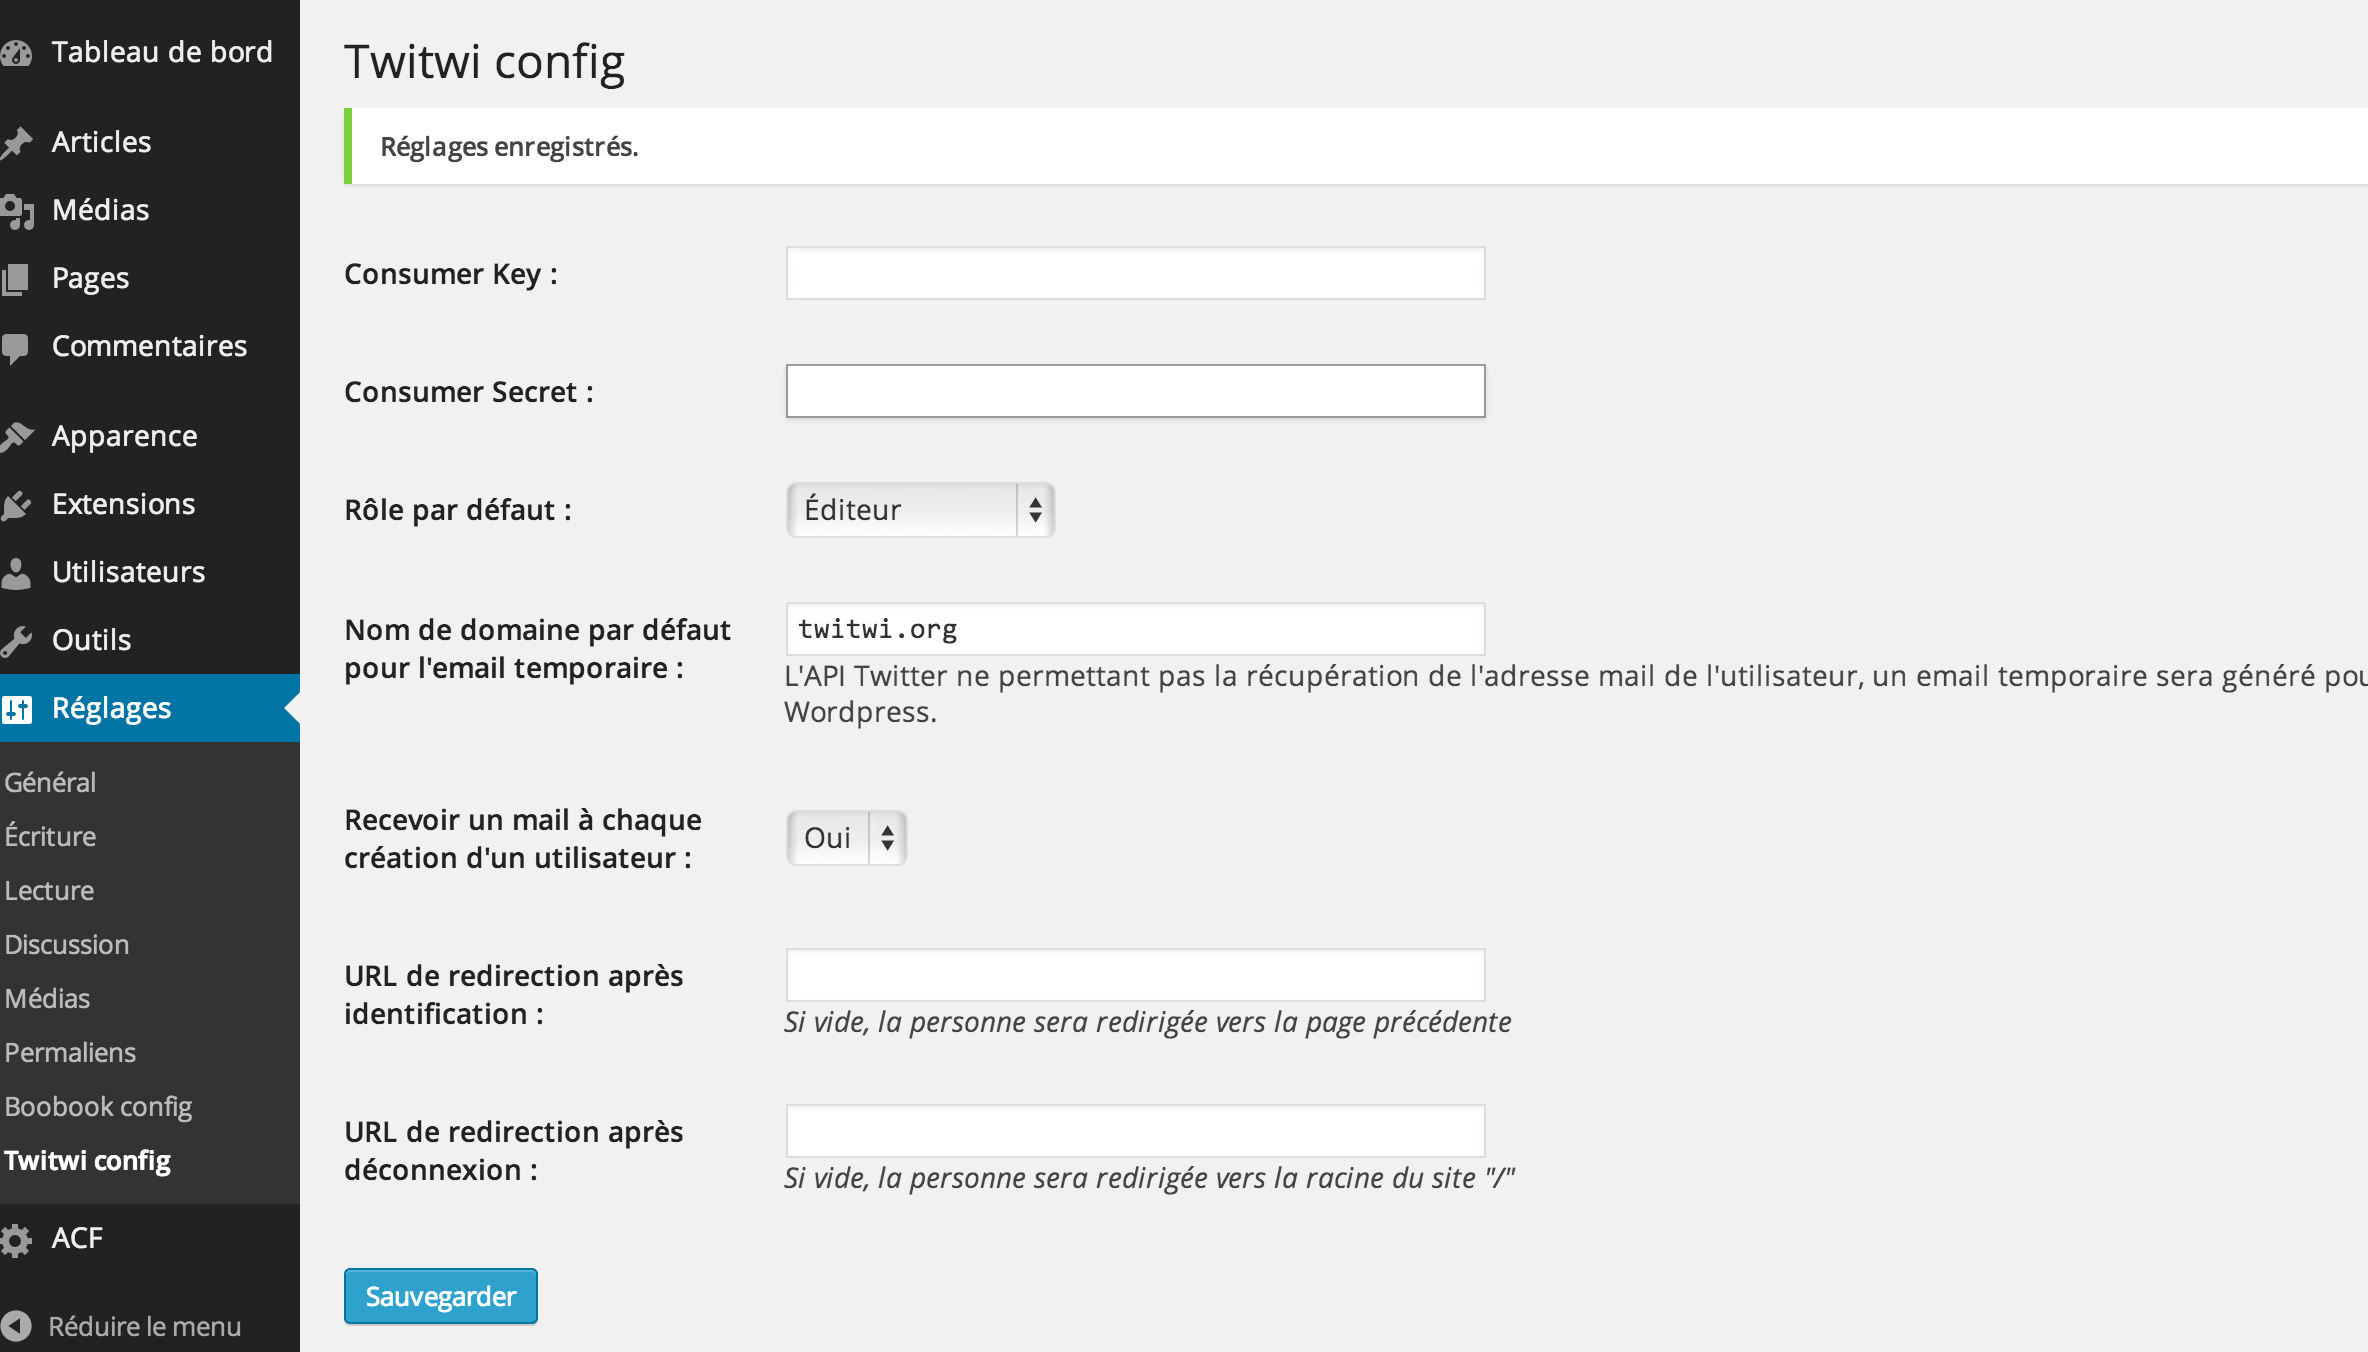 Tableau de bord
Articles
Médias
Pages
Commentaires
Apparence
Extensions
Utilisateurs
Outils
Réglages
Général
Écriture
Lecture
Discussion
Médias
Permaliens
Boobook config
Twitwi config
ACF
Réduire le menu
Twitwi config
Réglages enregistrés.
Consumer Key :
Consumer Secret :
Rôle par défaut :
Éditeur
Nom de domaine par défaut
pour l'email temporaire :
twitwi.org
L'API Twitter ne permettant pas la récupération de l'adresse mail de l'utilisateur, un email temporaire sera généré
Wordpress.
Recevoir un mail à chaque
création d'un utilisateur :
Oui
URL de redirection après
identification :
Si vide, la personne sera redirigée vers la page précédente
URL de redirection après
déconnexion :
Si vide, la personne sera redirigée vers la racine du site "/"
Sauvegarder